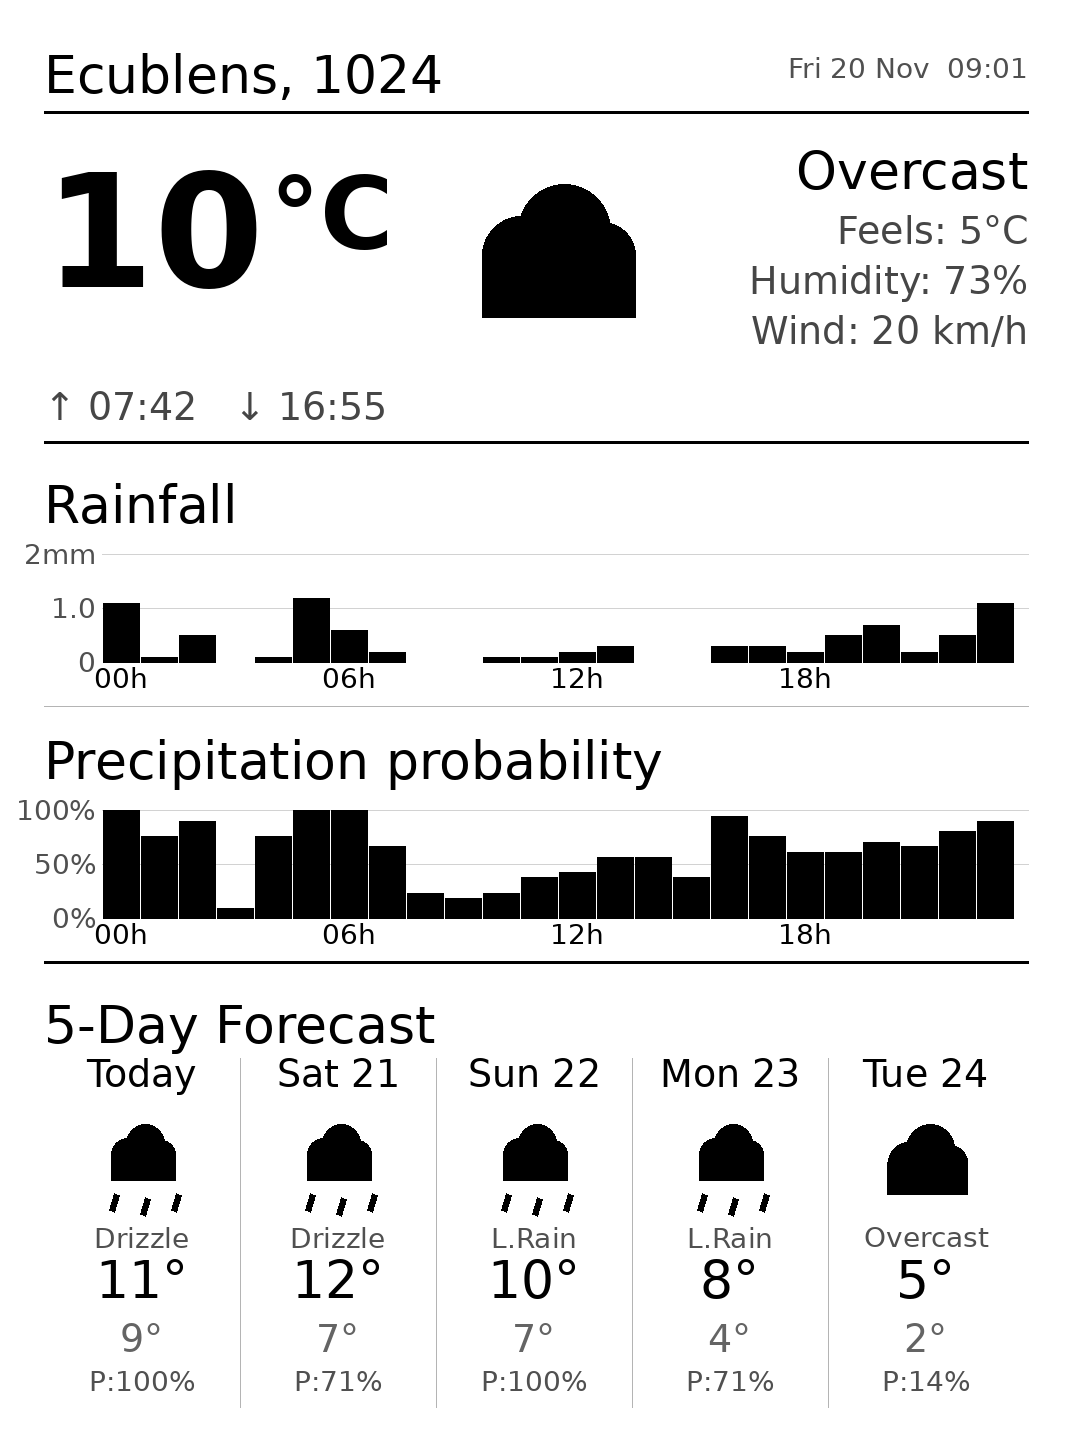 Ecublens, 1024
Fri 20 Nov  09:01
10°C
Overcast
Feels: 5°C
Humidity: 73%
Wind: 20 km/h
↑ 07:42   ↓ 16:55
Rainfall
2mm
1.0
0
00h 06h 12h 18h
Precipitation probability
100%
50%
0%
00h 06h 12h 18h
5-Day Forecast
Today Sat 21 Sun 22 Mon 23 Tue 24
Drizzle Drizzle L.Rain L.Rain Overcast
11° 12° 10° 8° 5°
9° 7° 7° 4° 2°
P:100% P:71% P:100% P:71% P:14%